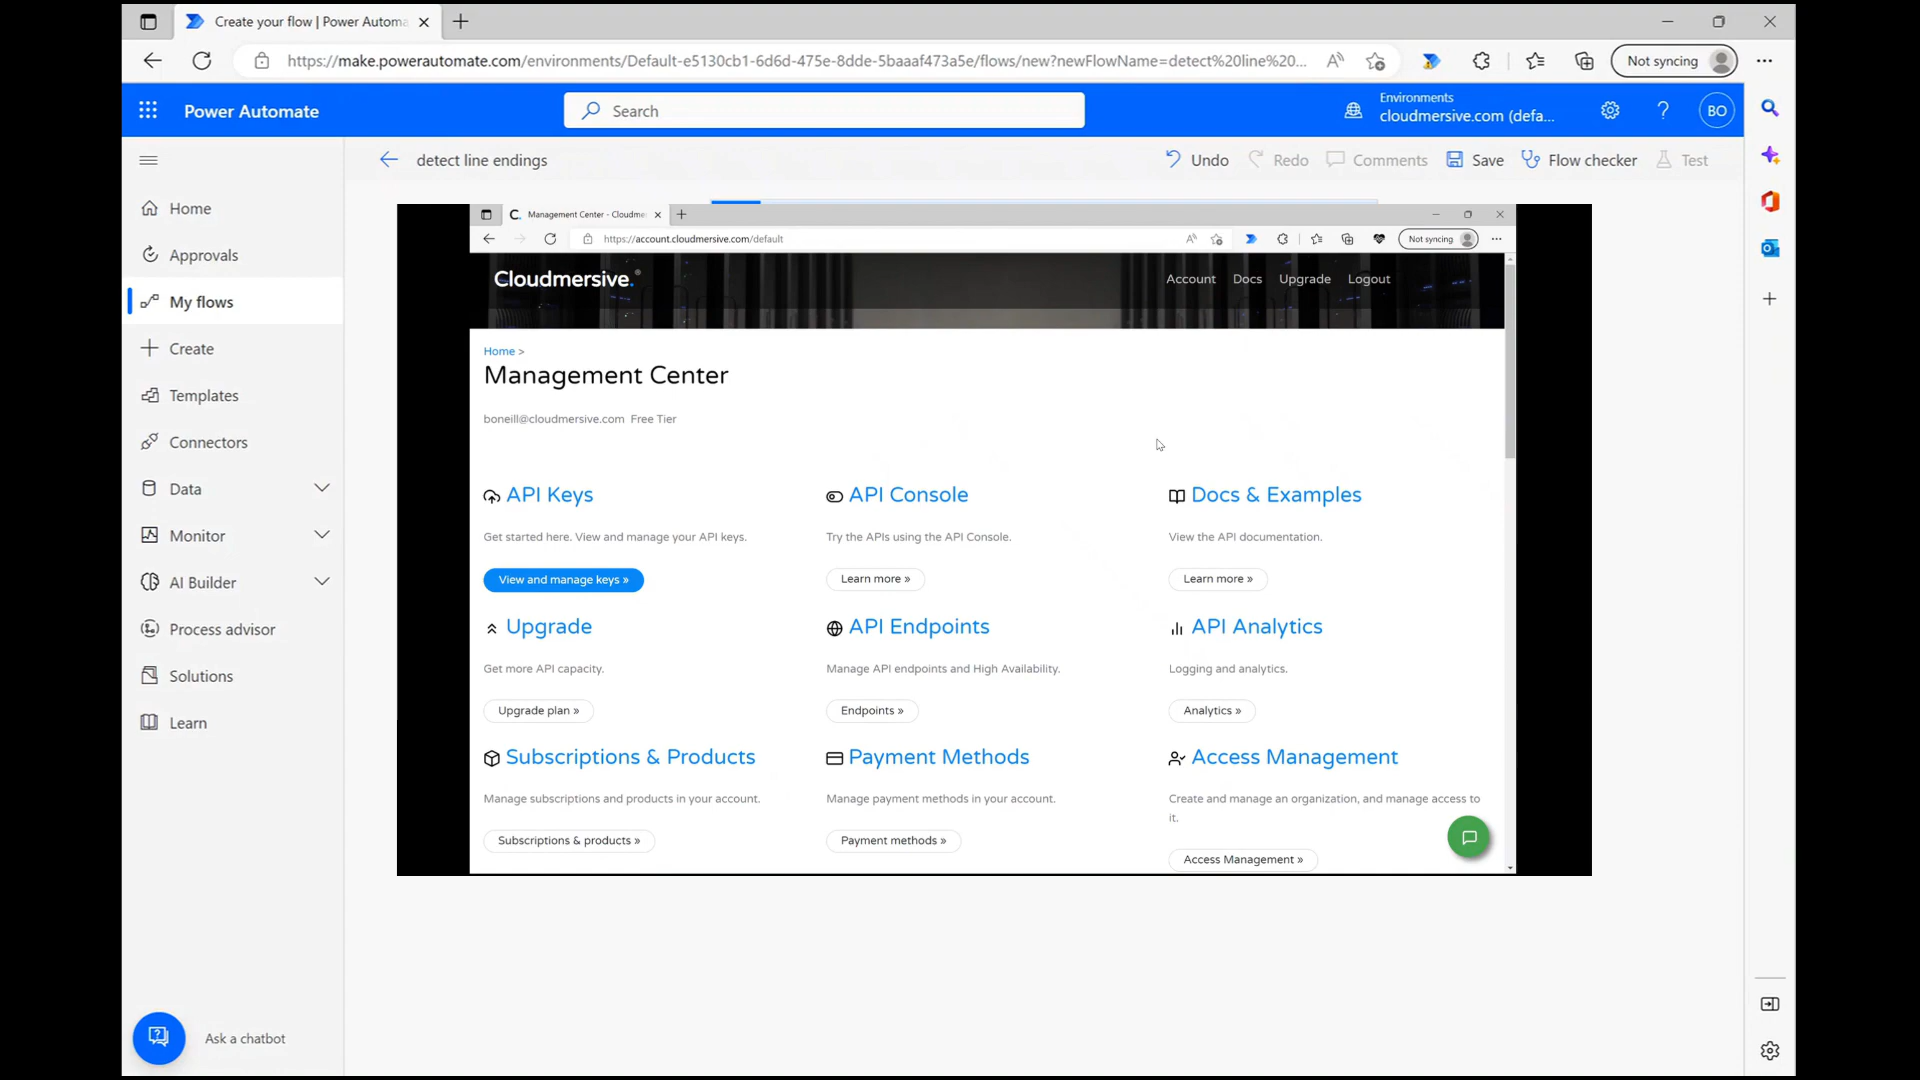 Create your flow | Power Automa
https://make.powerautomate.com/environments/Default-e5130cb1-6d6d-475e-8dde-5baaaf473a5e/flows/new?newFlowName=detect%20line%20...
Not syncing
Power Automate
Search
Environments
cloudmersive.com (defa...
BO
detect line endings
Undo
Redo
Comments
Save
Flow checker
Test
Home
Approvals
My flows
Create
Templates
Connectors
Data
Monitor
AI Builder
Process advisor
Solutions
Learn
Ask a chatbot
C. Management Center - Cloudme
https://account.cloudmersive.com/default
Not syncing
Cloudmersive.®
Account Docs Upgrade Logout
Home >
Management Center
boneill@cloudmersive.com Free Tier
API Keys
Get started here. View and manage your API keys.
View and manage keys »
API Console
Try the APIs using the API Console.
Learn more »
Docs & Examples
View the API documentation.
Learn more »
Upgrade
Get more API capacity.
Upgrade plan »
API Endpoints
Manage API endpoints and High Availability.
Endpoints »
API Analytics
Logging and analytics.
Analytics »
Subscriptions & Products
Manage subscriptions and products in your account.
Subscriptions & products »
Payment Methods
Manage payment methods in your account.
Payment methods »
Access Management
Create and manage an organization, and manage access to
it.
Access Management »